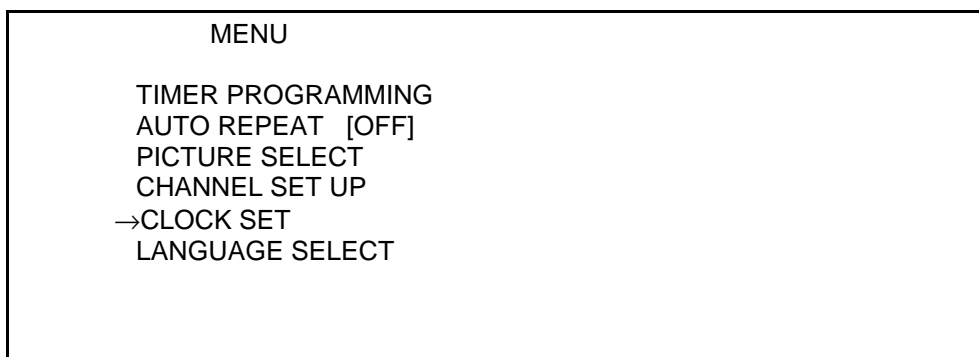 MENU
TIMER PROGRAMMING
AUTO REPEAT [OFF]
PICTURE SELECT
CHANNEL SET UP
→CLOCK SET
LANGUAGE SELECT